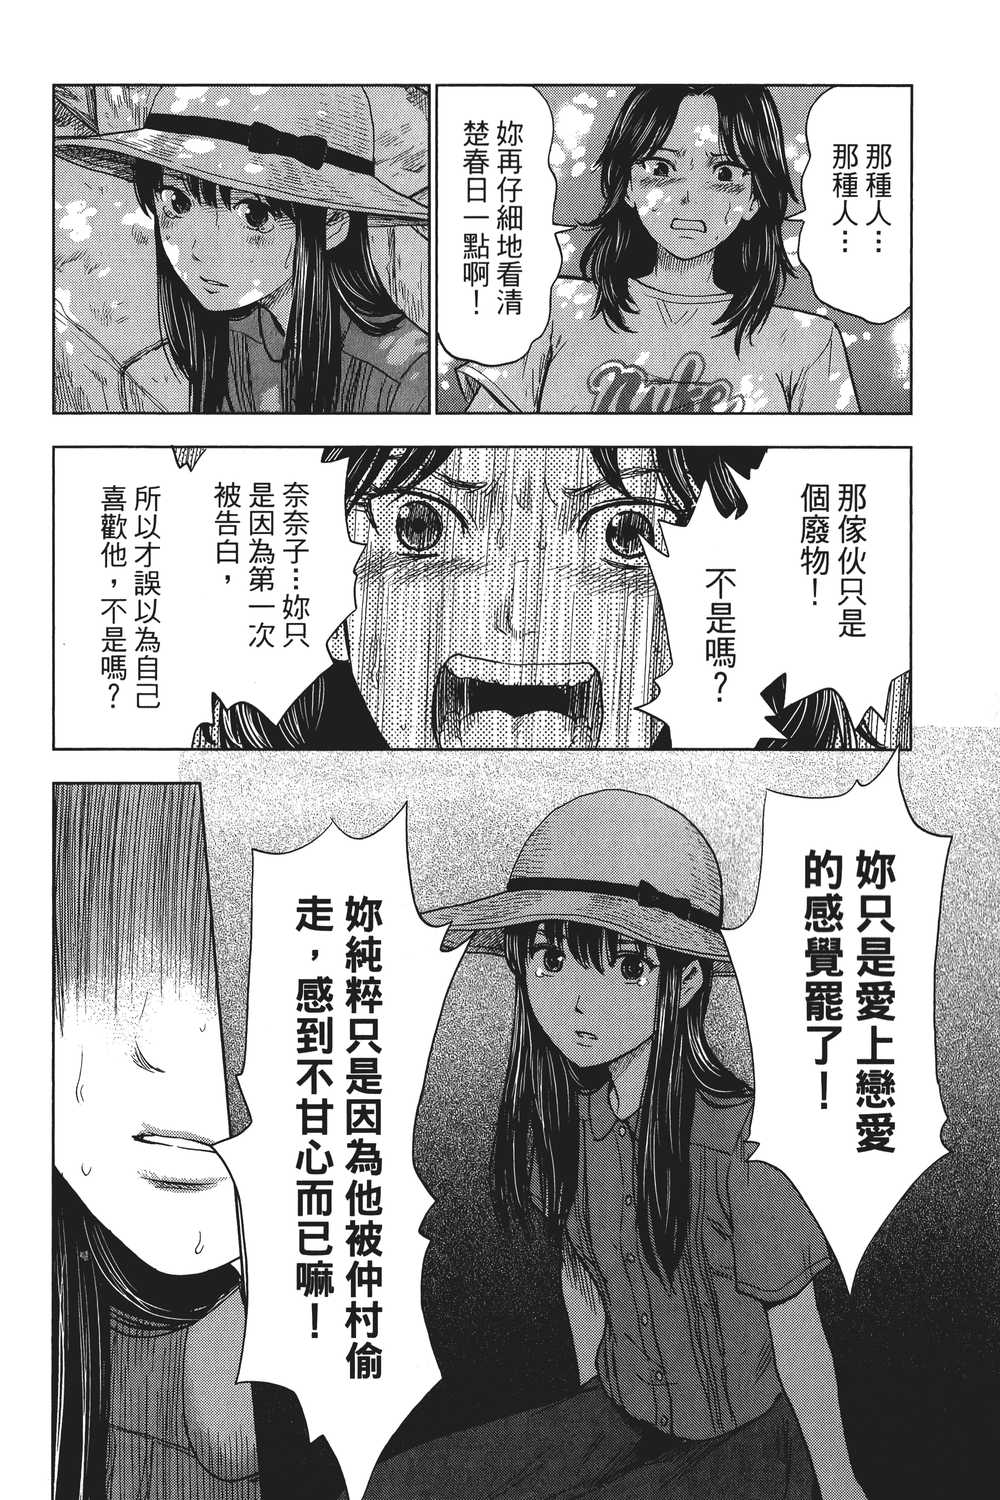 那種人…
那種人…
妳再仔細地看清
楚春日一點啊！
Nuke
那傢伙只是
個廢物！
不是嗎？
奈奈子…妳只
是因為第一次
被告白，
所以才誤以為自己
喜歡他，不是嗎？
妳只是愛上戀愛
的感覺罷了！
妳純粹只是因為他被仲村偷
走，感到不甘心而已嘛！